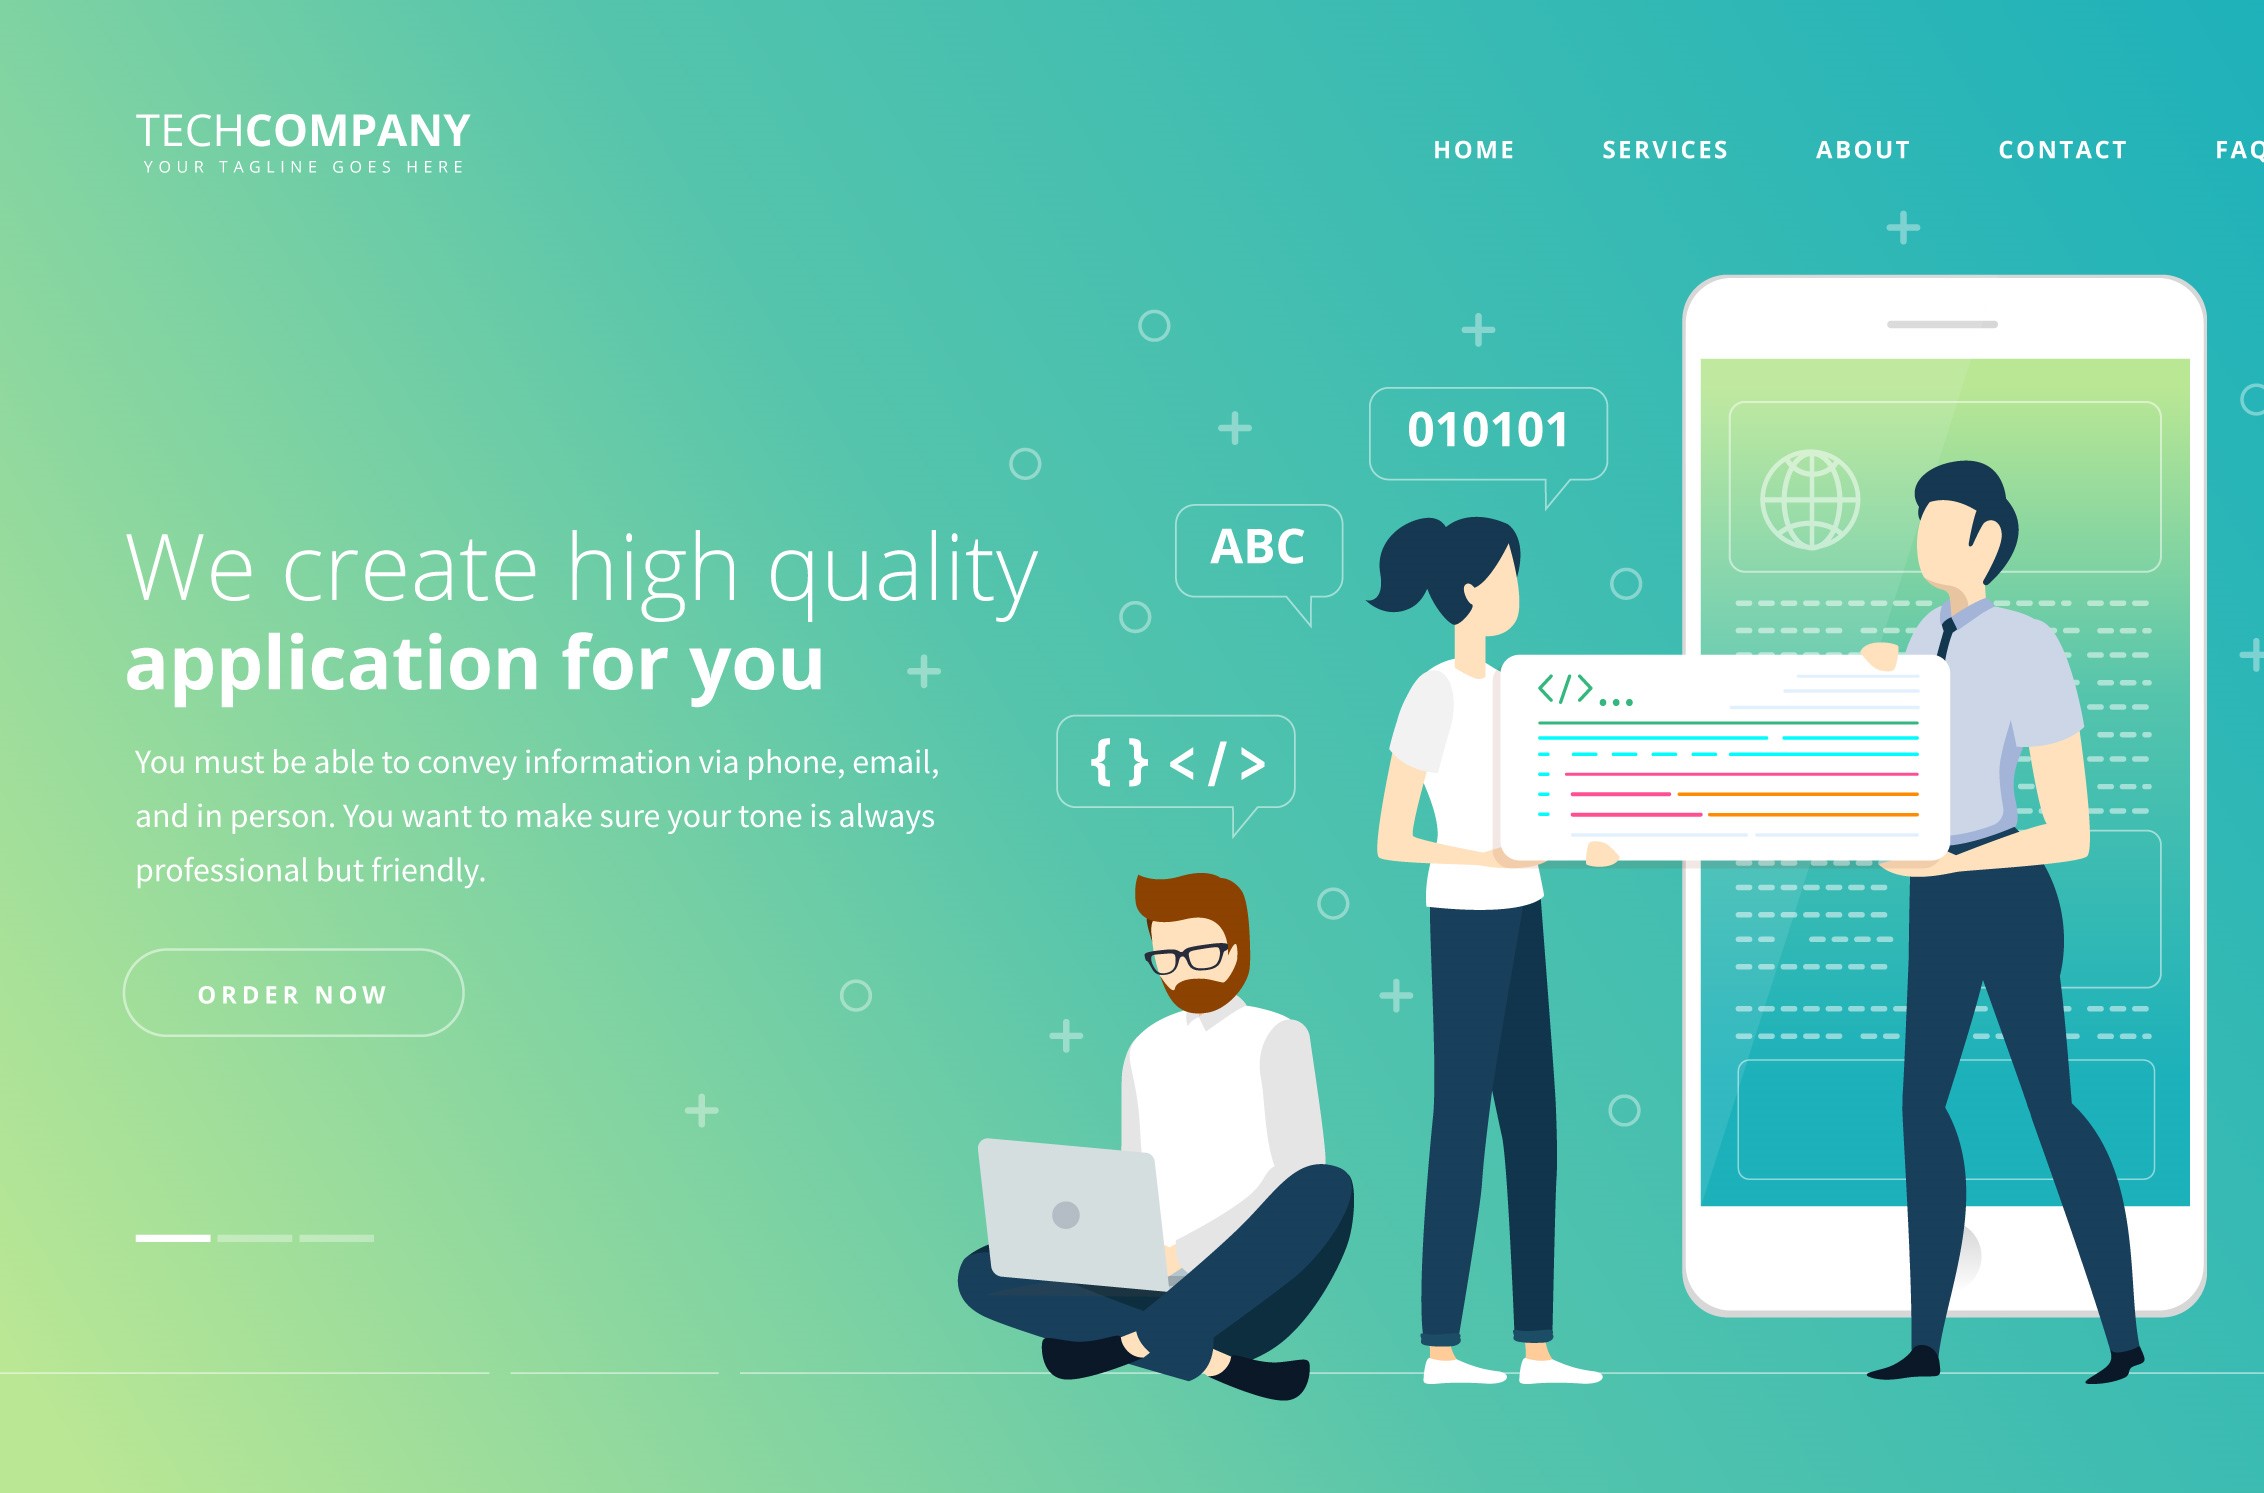 TECHCOMPANY
YOUR TAGLINE GOES HERE
HOME SERVICES ABOUT CONTACT FAQ
010101
ABC
We create high quality
application for you
</>...
{ } < / >
You must be able to convey information via phone, email,
and in person. You want to make sure your tone is always
professional but friendly.
ORDER NOW